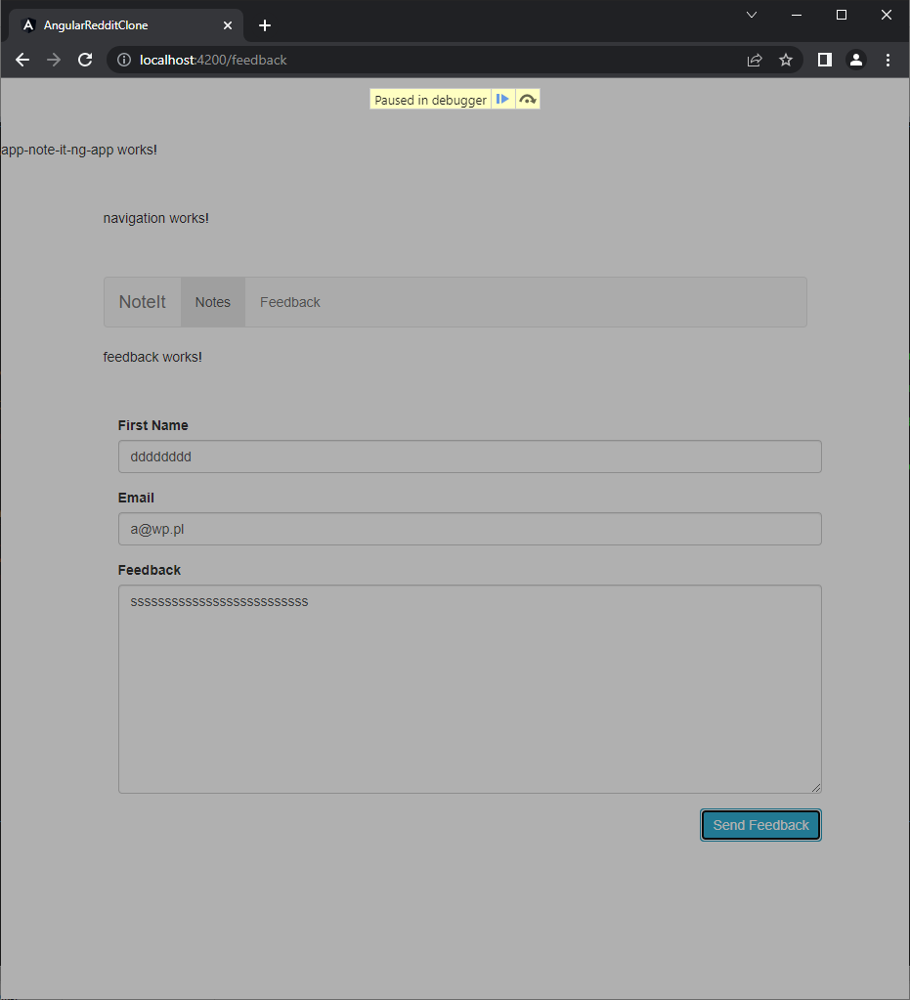 AngularRedditClone
localhost:4200/feedback
Paused in debugger
app-note-it-ng-app works!
navigation works!
NoteIt Notes Feedback
feedback works!
First Name
dddddddd
Email
a@wp.pl
Feedback
ssssssssssssssssssssssssss
Send Feedback